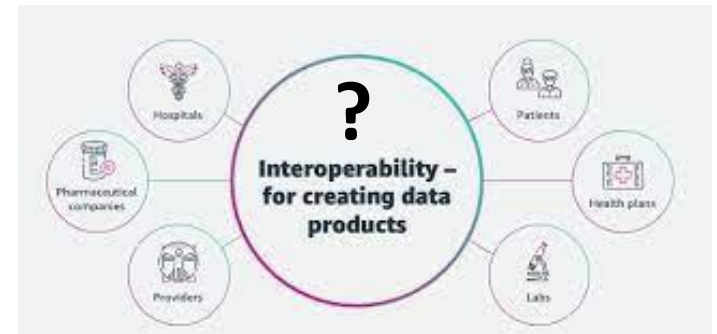 ?
Hospitals
Patients
Interoperability –
for creating data
products
Pharmaceutical
companies
Health plans
Providers
Labs